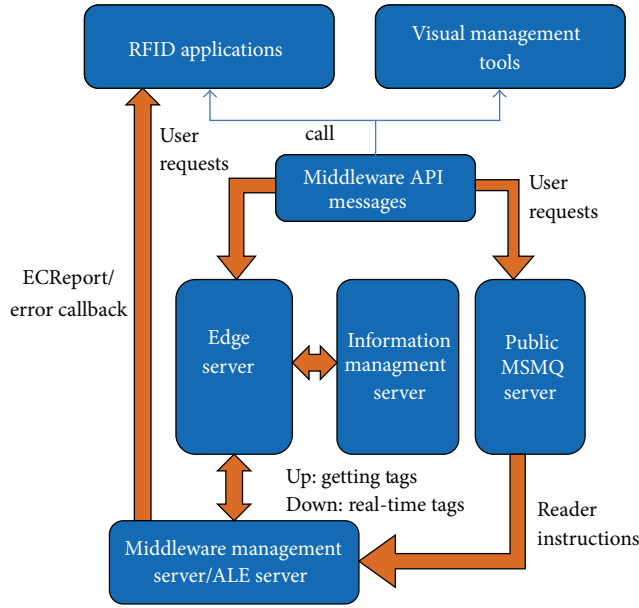 RFID applications
Visual management
tools
call
User
requests
Middleware API
messages
User
requests
ECReport/
error callback
Edge
server
Information
managment
server
Public
MSMQ
server
Up: getting tags
Down: real-time tags
Reader
instructions
Middleware management
server/ALE server